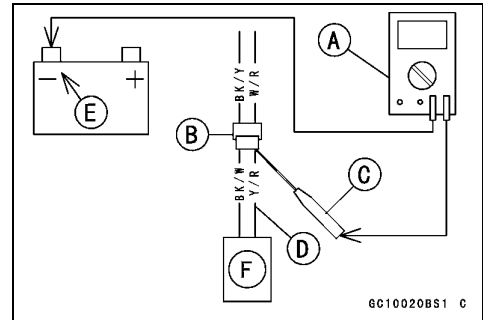 A
− +
E
BK/Y W/R
B
BK/W Y/R
C
D
F
GC10020BS1 C